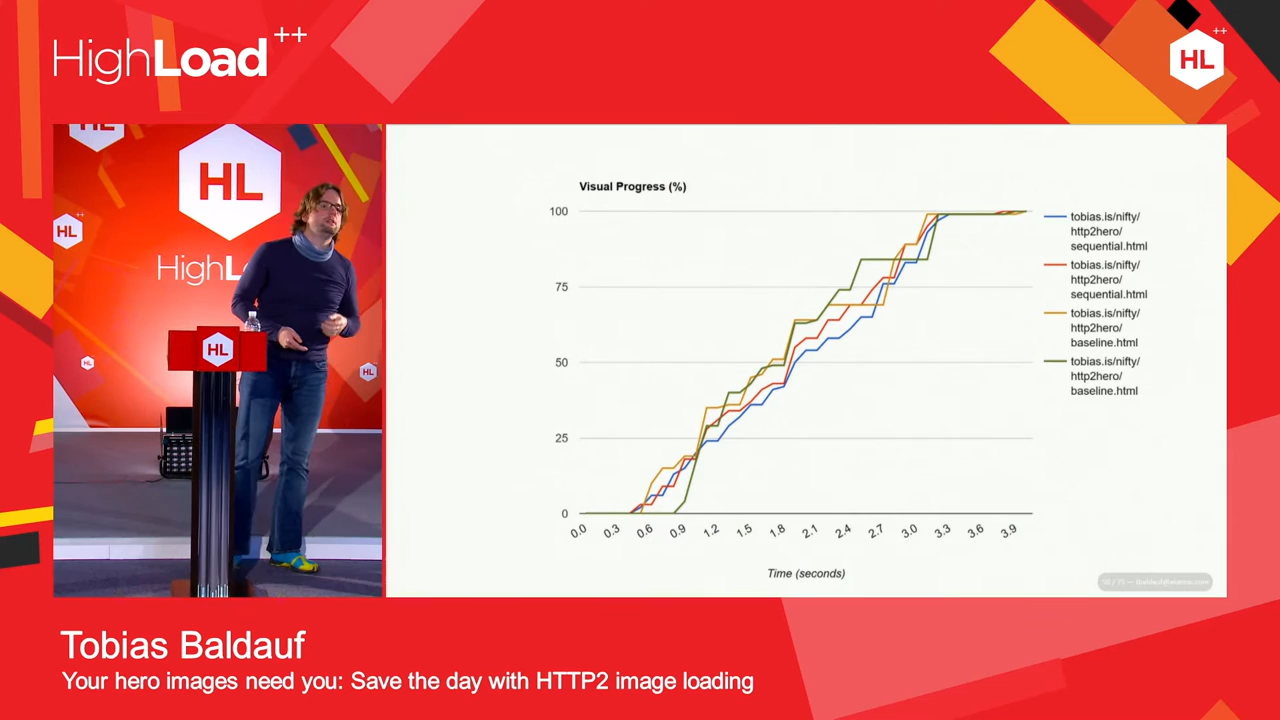 HighLoad++
HL++
HL
HL
HL++
HighL
HL
HL
HL
Visual Progress (%)
100
75
50
25
0
0.0 0.3 0.6 0.9 1.2 1.5 1.8 2.1 2.4 2.7 3.0 3.3 3.6 3.9
Time (seconds)
tobias.is/nifty/
http2hero/
sequential.html
tobias.is/nifty/
http2hero/
sequential.html
tobias.is/nifty/
http2hero/
baseline.html
tobias.is/nifty/
http2hero/
baseline.html
Tobias Baldauf
Your hero images need you: Save the day with HTTP2 image loading